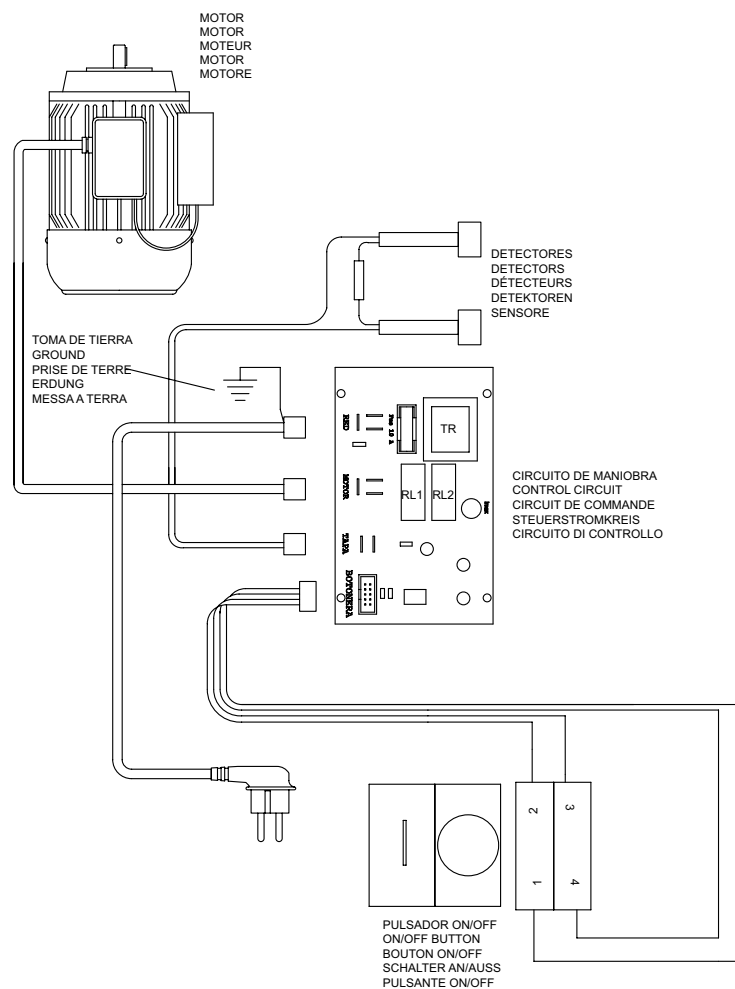 MOTOR
MOTOR
MOTEUR
MOTOR
MOTORE
DETECTORES
DETECTORS
DÉTECTEURS
DETEKTOREN
SENSORE
TOMA DE TIERRA
GROUND
PRISE DE TERRE
ERDUNG
MESSA A TERRA
RED
Fus 10 A
TR
MOTOR
RL1
RL2
TAPA
BOTONERA
CIRCUITO DE MANIOBRA
CONTROL CIRCUIT
CIRCUIT DE COMMANDE
STEUERSTROMKREIS
CIRCUITO DI CONTROLLO
2
3
1
4
PULSADOR ON/OFF
ON/OFF BUTTON
BOUTON ON/OFF
SCHALTER AN/AUSS
PULSANTE ON/OFF